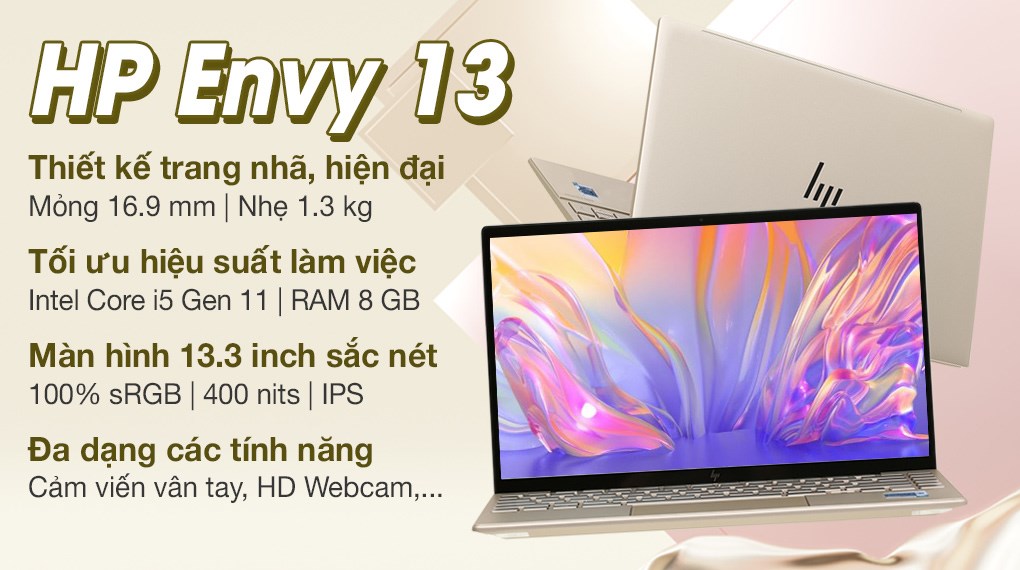 HP Envy 13
Thiết kế trang nhã, hiện đại
Mỏng 16.9 mm | Nhẹ 1.3 kg
Tối ưu hiệu suất làm việc
Intel Core i5 Gen 11 | RAM 8 GB
Màn hình 13.3 inch sắc nét
100% sRGB | 400 nits | IPS
Đa dạng các tính năng
Cảm viến vân tay, HD Webcam,...
hp
hp